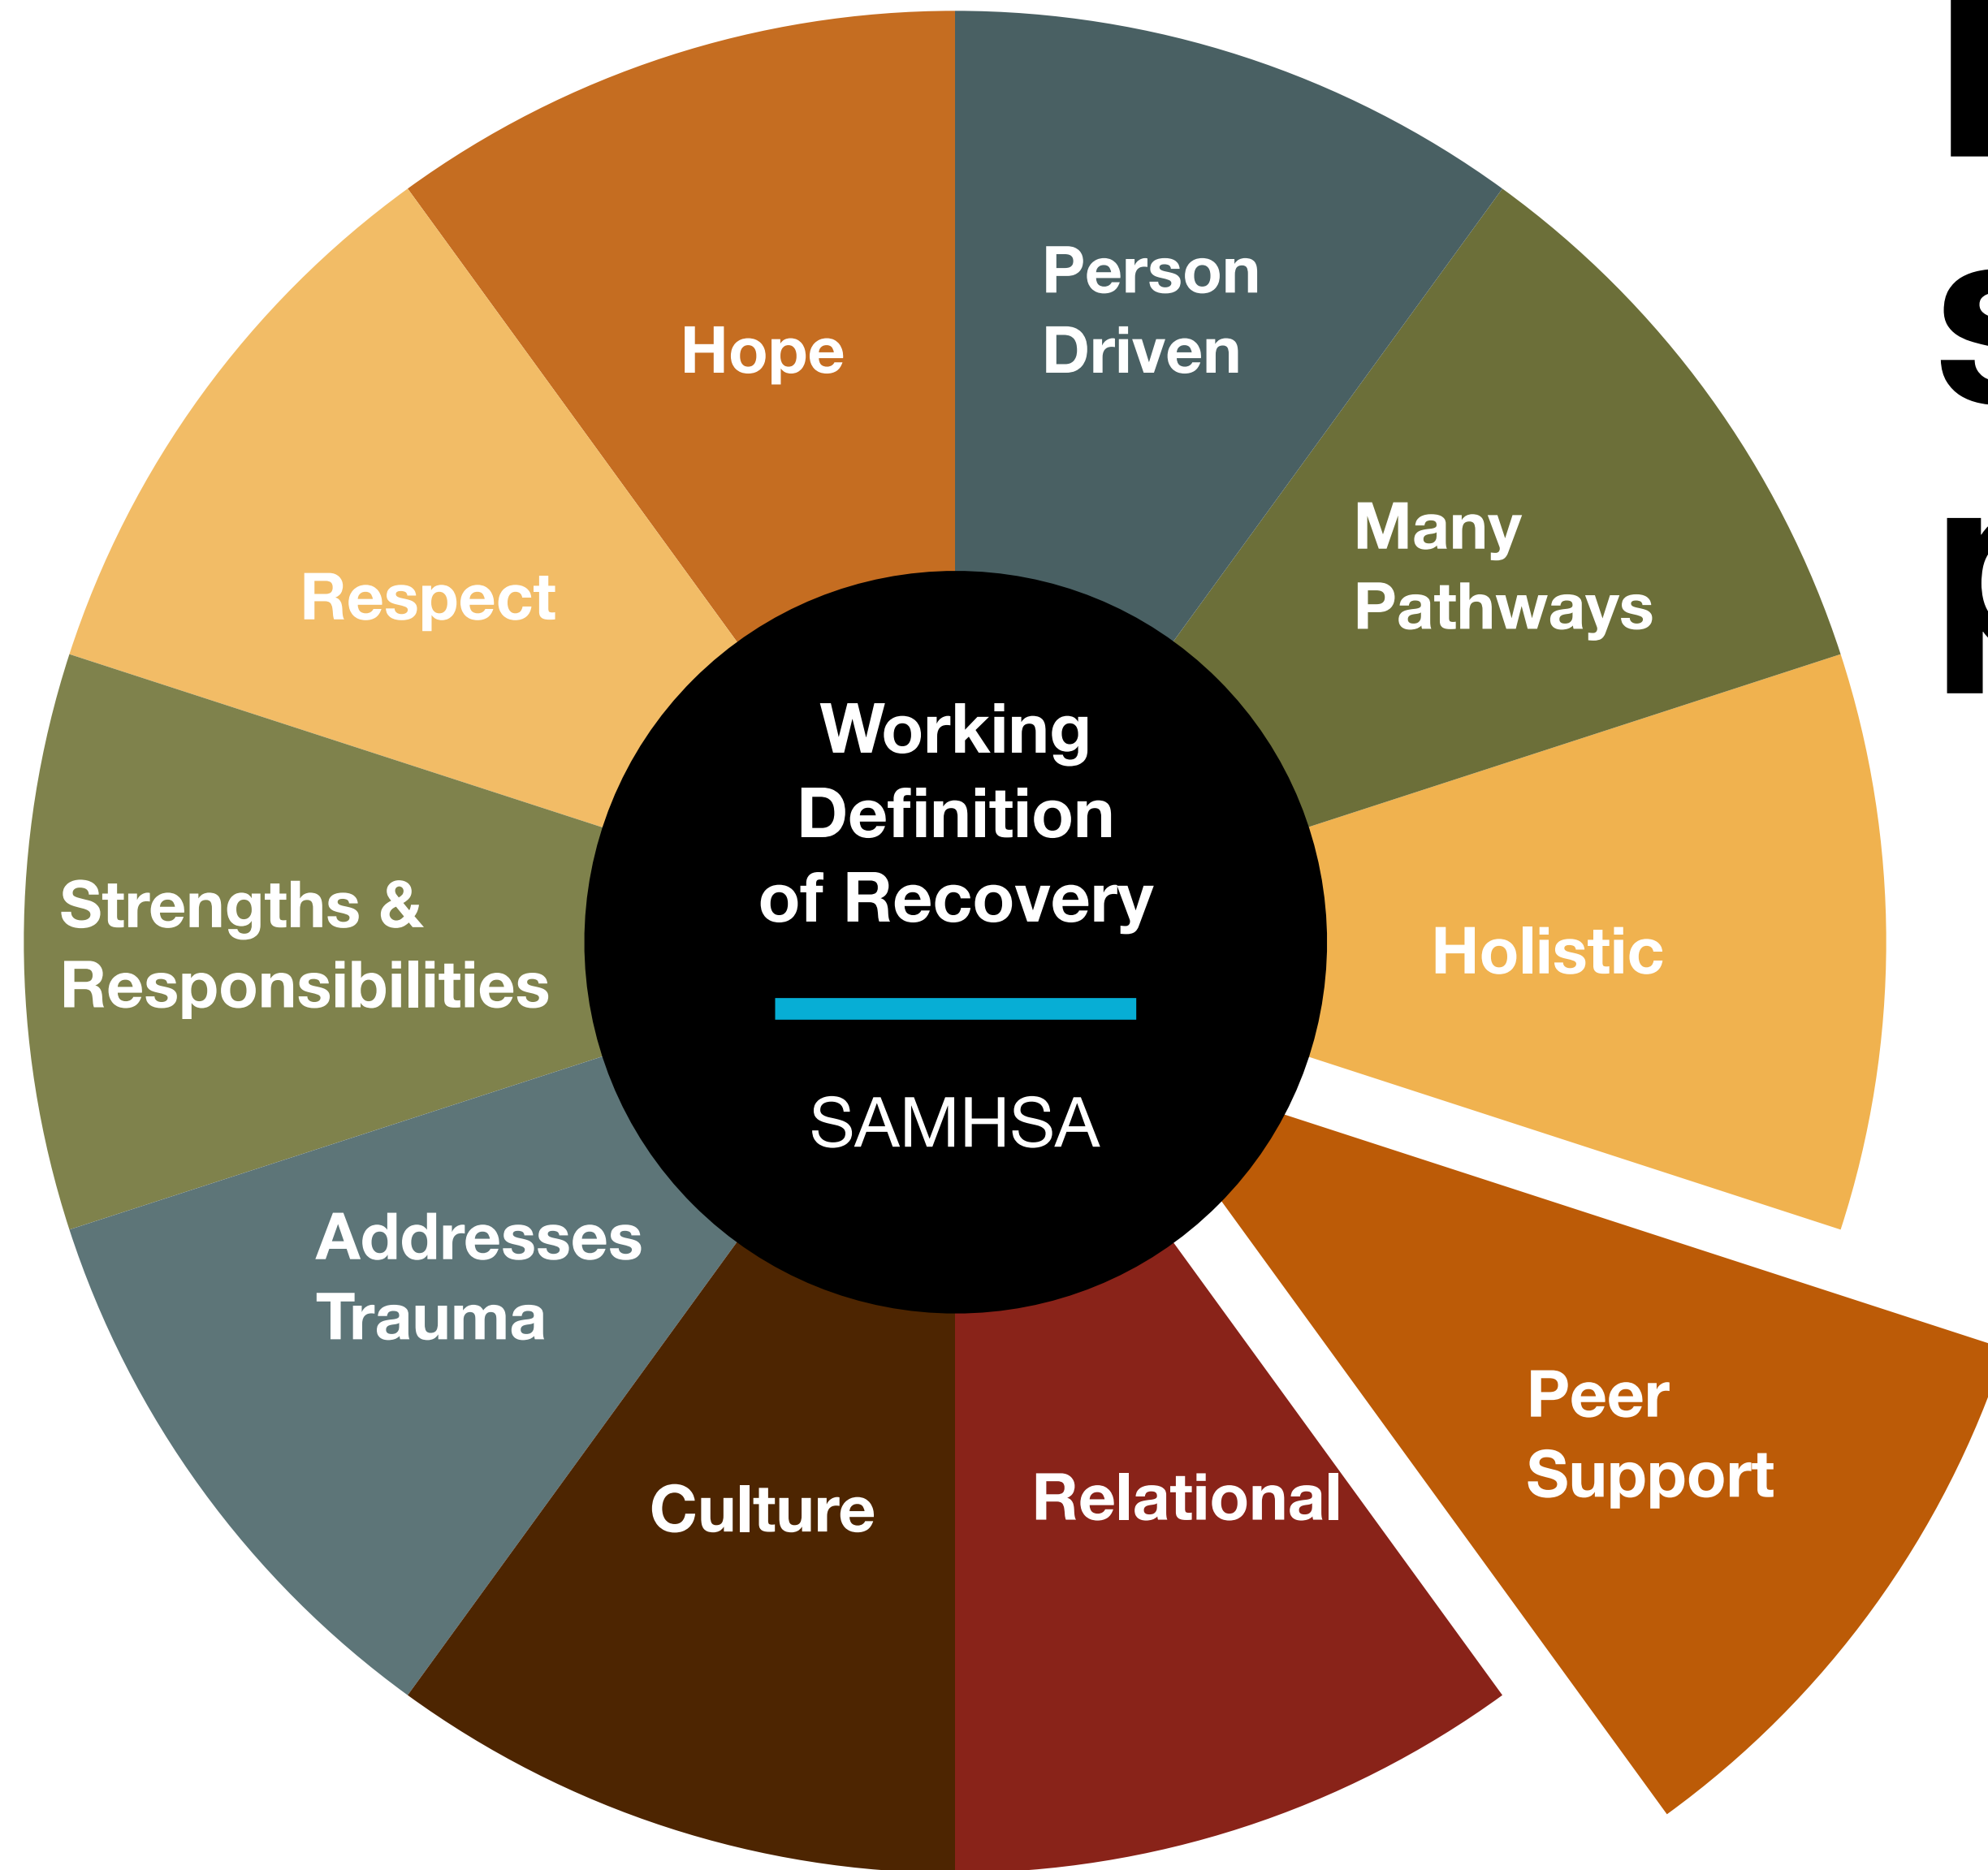 Hope
Person
Driven
Many
Pathways
Respect
Working
Definition
of Recovery
SAMHSA
Holistic
Strengths &
Responsibilities
Addresses
Trauma
Peer
Support
Culture
Relational